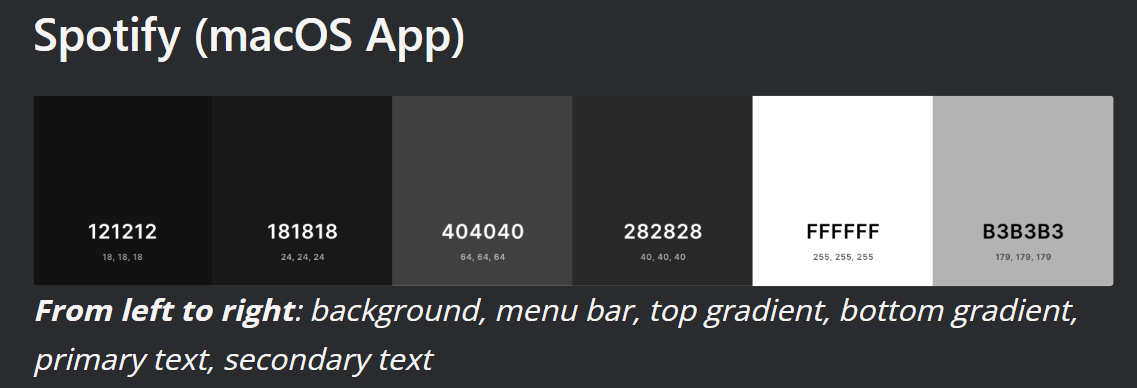 Spotify (macOS App)
121212 181818 404040 282828 FFFFFF B3B3B3
18, 18, 18 24, 24, 24 64, 64, 64 40, 40, 40 255, 255, 255 179, 179, 179
From left to right: background, menu bar, top gradient, bottom gradient,
primary text, secondary text